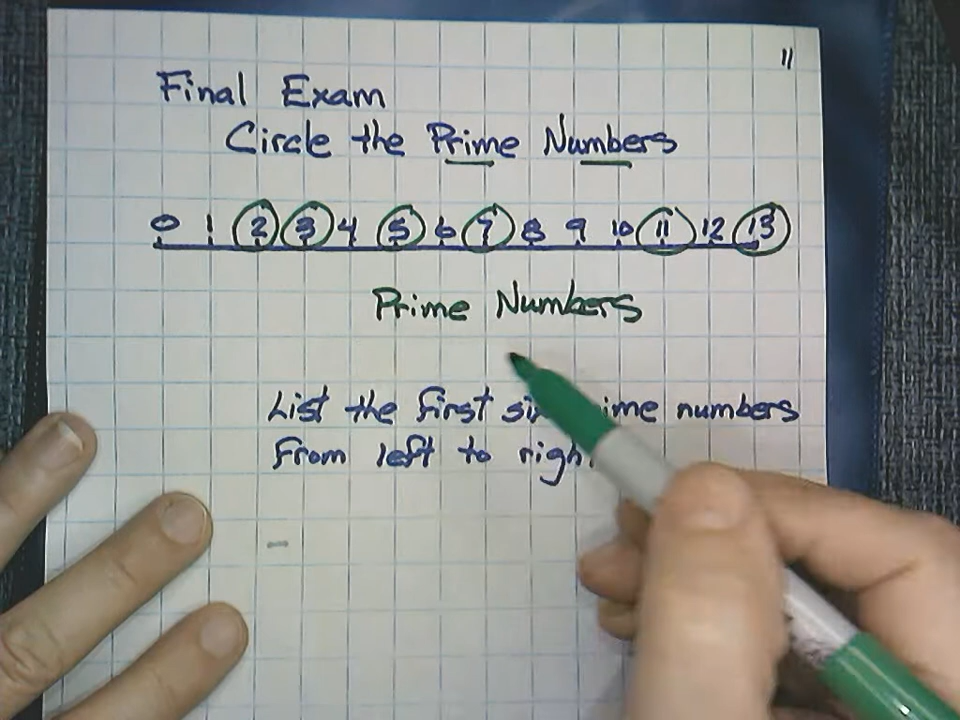 11
Final Exam
Circle the Prime Numbers
0 1 2 3 4 5 6 7 8 9 10 11 12 13
Prime Numbers
List the first numbers
from left to